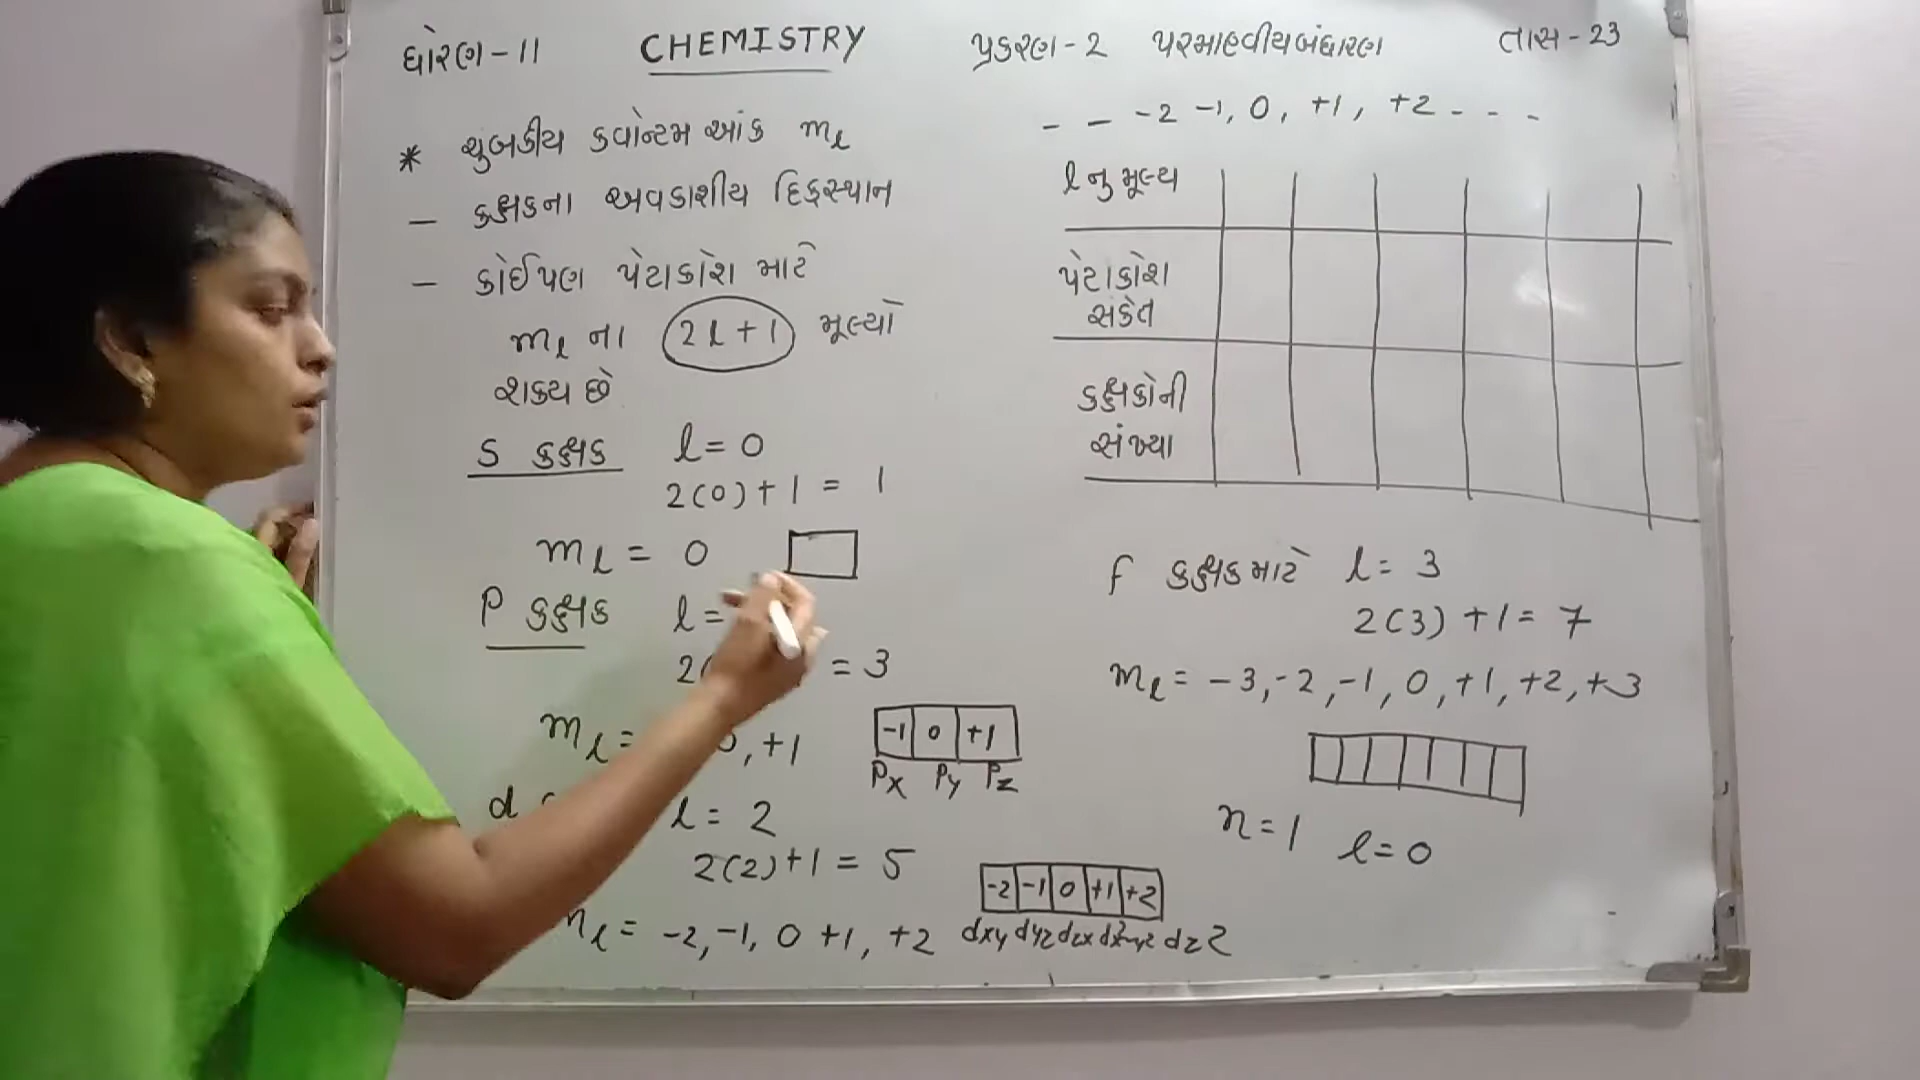 ધોરણ - 11 CHEMISTRY પ્રકરણ - 2 પરમાણ્વીય બંધારણ તાસ - 23
* ચુંબકીય ક્વોન્ટમ આંક mℓ
– કક્ષકના અવકાશીય દિક્સ્થાન
– કોઈપણ પેટાકોશ માટે
mℓ ના 2ℓ + 1 મૂલ્યો
શક્ય છે
S કક્ષક ℓ = 0
2(0) + 1 = 1
mℓ = 0
P કક્ષક ℓ =
2( = 3
mℓ = , +1
-1 0 +1
Px Py Pz
d ℓ = 2
2(2) + 1 = 5
mℓ = -2, -1, 0 +1, +2
-2 -1 0 +1 +2
dxy dyz dzx dx²-y² dz2
– – -2 -1, 0, +1, +2 - - -
ℓ નુ મૂલ્ય
પેટાકોશ
સંકેત
કક્ષકોની
સંખ્યા
f કક્ષક માટે ℓ = 3
2(3) + 1 = 7
mℓ = -3, -2, -1, 0, +1, +2, +3
n = 1 ℓ = 0